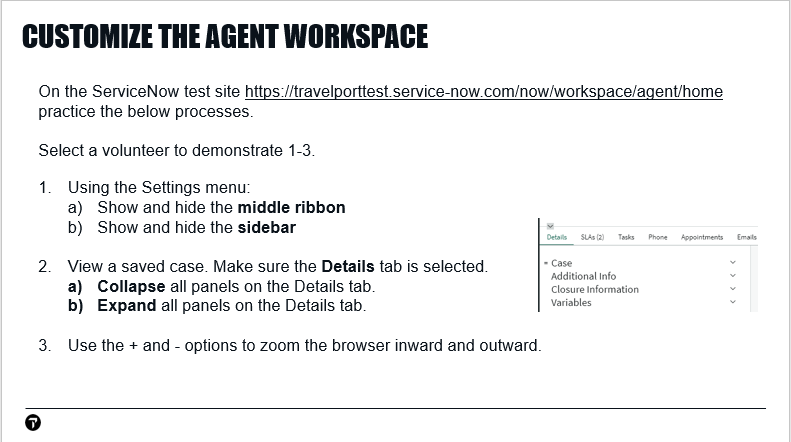 CUSTOMIZE THE AGENT WORKSPACE
On the ServiceNow test site https://travelporttest.service-now.com/now/workspace/agent/home
practice the below processes.
Select a volunteer to demonstrate 1-3.
1. Using the Settings menu:
a) Show and hide the middle ribbon
b) Show and hide the sidebar
2. View a saved case. Make sure the Details tab is selected.
a) Collapse all panels on the Details tab.
b) Expand all panels on the Details tab.
Details SLAs (2) Tasks Phone Appointments Emails
Case
Additional Info
Closure Information
Variables
3. Use the + and - options to zoom the browser inward and outward.